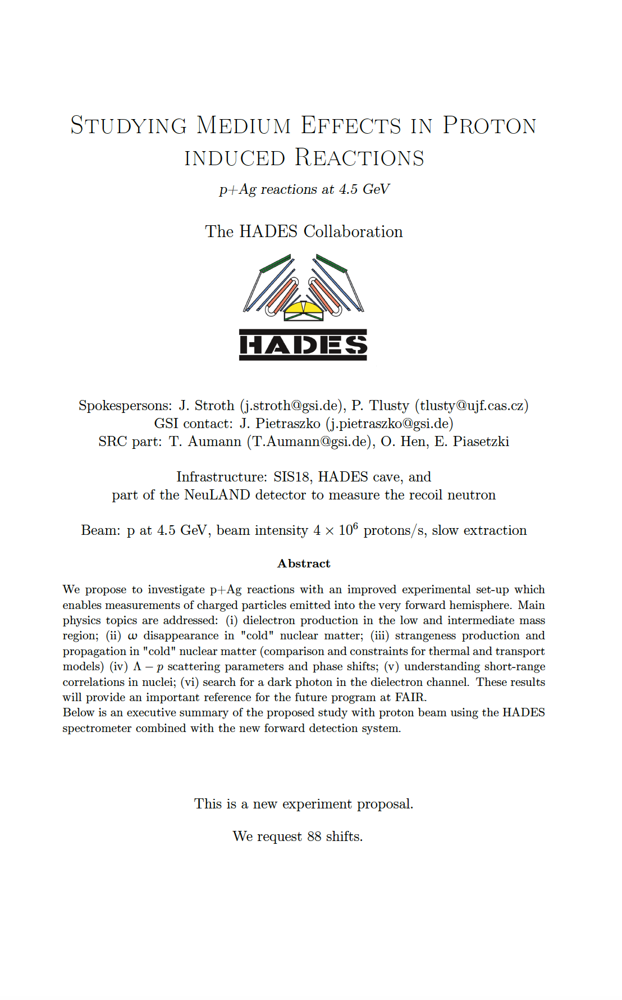 Studying Medium Effects in Proton
induced Reactions
p+Ag reactions at 4.5 GeV
The HADES Collaboration
HADES
Spokespersons: J. Stroth (j.stroth@gsi.de), P. Tlusty (tlusty@ujf.cas.cz)
GSI contact: J. Pietraszko (j.pietraszko@gsi.de)
SRC part: T. Aumann (T.Aumann@gsi.de), O. Hen, E. Piasetzki
Infrastructure: SIS18, HADES cave, and
part of the NeuLAND detector to measure the recoil neutron
Beam: p at 4.5 GeV, beam intensity 4 × 10⁶ protons/s, slow extraction
Abstract
We propose to investigate p+Ag reactions with an improved experimental set-up which
enables measurements of charged particles emitted into the very forward hemisphere. Main
physics topics are addressed: (i) dielectron production in the low and intermediate mass
region; (ii) ω disappearance in "cold" nuclear matter; (iii) strangeness production and
propagation in "cold" nuclear matter (comparison and constraints for thermal and transport
models) (iv) Λ − p scattering parameters and phase shifts; (v) understanding short-range
correlations in nuclei; (vi) search for a dark photon in the dielectron channel. These results
will provide an important reference for the future program at FAIR.
Below is an executive summary of the proposed study with proton beam using the HADES
spectrometer combined with the new forward detection system.
This is a new experiment proposal.
We request 88 shifts.